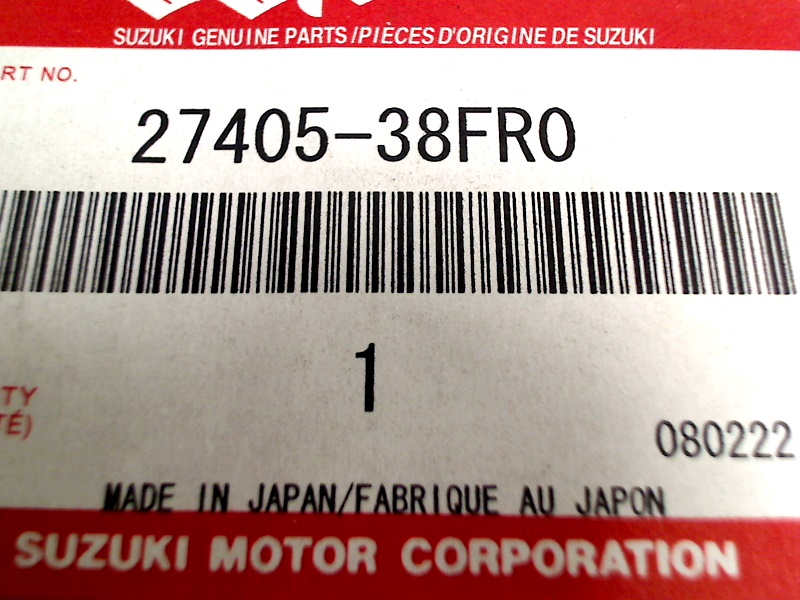 SUZUKI GENUINE PARTS/PIÈCES D'ORIGINE DE SUZUKI
RT NO.
27405-38FR0
1
TY
TÉ)
080222
MADE IN JAPAN/FABRIQUE AU JAPON
SUZUKI MOTOR CORPORATION